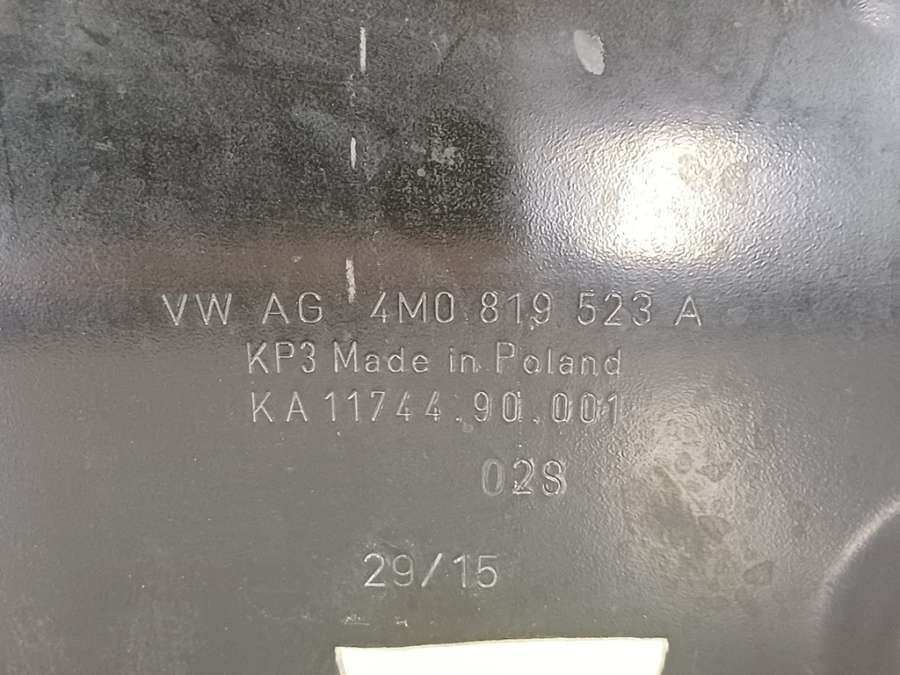 VW AG 4M0 819 523 A
KP3 Made in Poland
KA 11744.90.001
02S
29/15